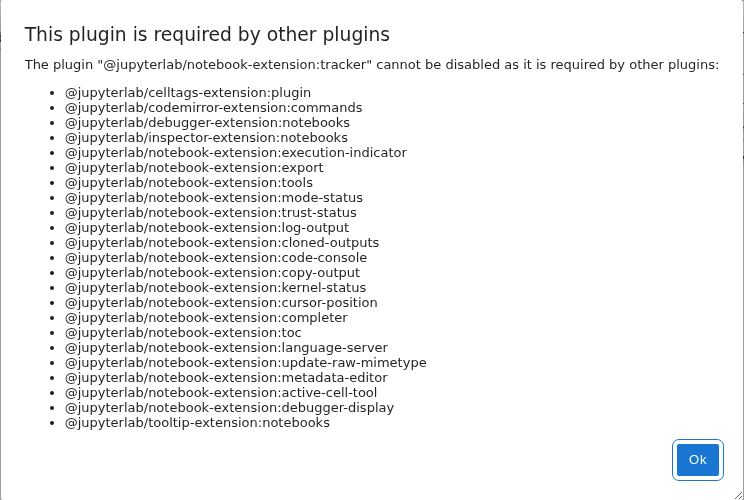 This plugin is required by other plugins
The plugin "@jupyterlab/notebook-extension:tracker" cannot be disabled as it is required by other plugins:
• @jupyterlab/celltags-extension:plugin
• @jupyterlab/codemirror-extension:commands
• @jupyterlab/debugger-extension:notebooks
• @jupyterlab/inspector-extension:notebooks
• @jupyterlab/notebook-extension:execution-indicator
• @jupyterlab/notebook-extension:export
• @jupyterlab/notebook-extension:tools
• @jupyterlab/notebook-extension:mode-status
• @jupyterlab/notebook-extension:trust-status
• @jupyterlab/notebook-extension:log-output
• @jupyterlab/notebook-extension:cloned-outputs
• @jupyterlab/notebook-extension:code-console
• @jupyterlab/notebook-extension:copy-output
• @jupyterlab/notebook-extension:kernel-status
• @jupyterlab/notebook-extension:cursor-position
• @jupyterlab/notebook-extension:completer
• @jupyterlab/notebook-extension:toc
• @jupyterlab/notebook-extension:language-server
• @jupyterlab/notebook-extension:update-raw-mimetype
• @jupyterlab/notebook-extension:metadata-editor
• @jupyterlab/notebook-extension:active-cell-tool
• @jupyterlab/notebook-extension:debugger-display
• @jupyterlab/tooltip-extension:notebooks
Ok